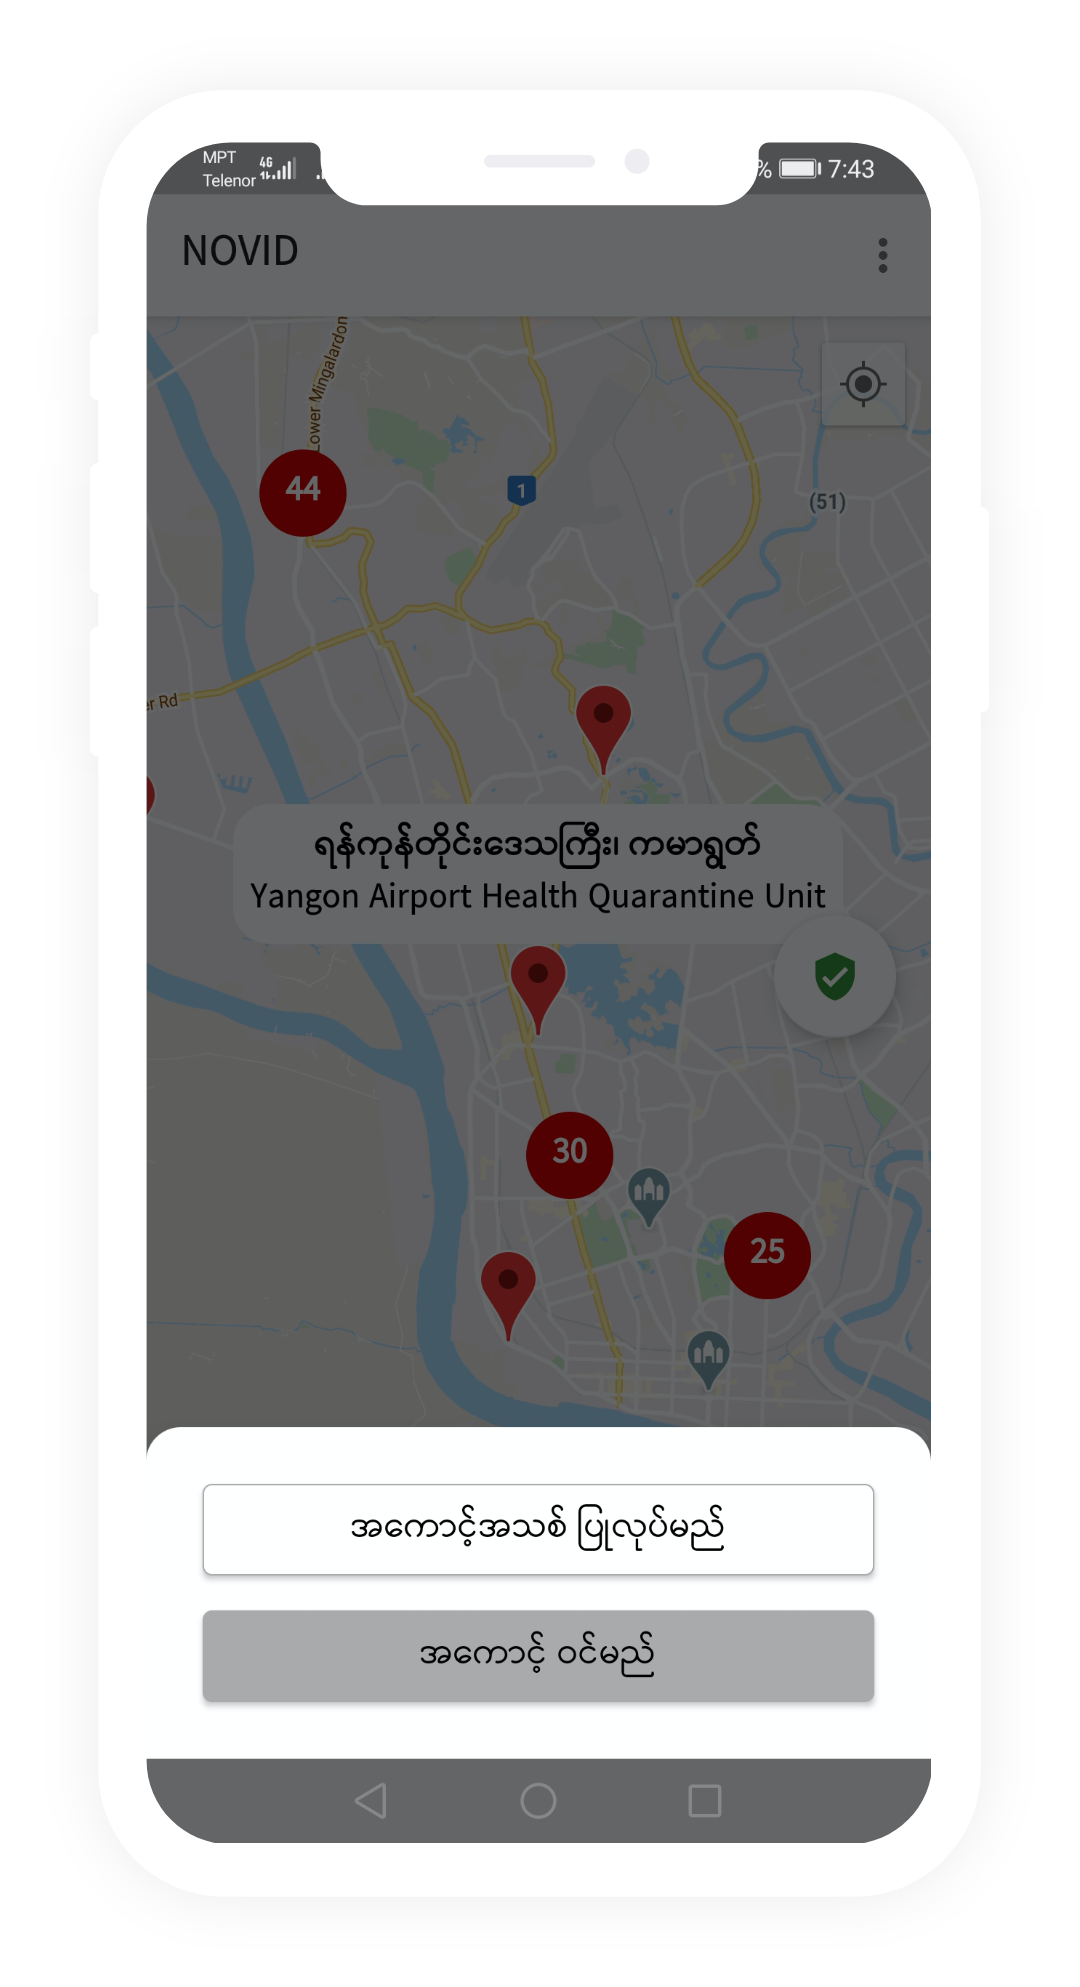 MPT
4G
Telenor
% 7:43
NOVID
Lower Mingalardon
44
1
(51)
er Rd
ရန်ကုန်တိုင်းဒေသကြီး၊ ကမာရွတ်
Yangon Airport Health Quarantine Unit
30
25
အကောင့်အသစ် ပြုလုပ်မည်
အကောင့် ဝင်မည်